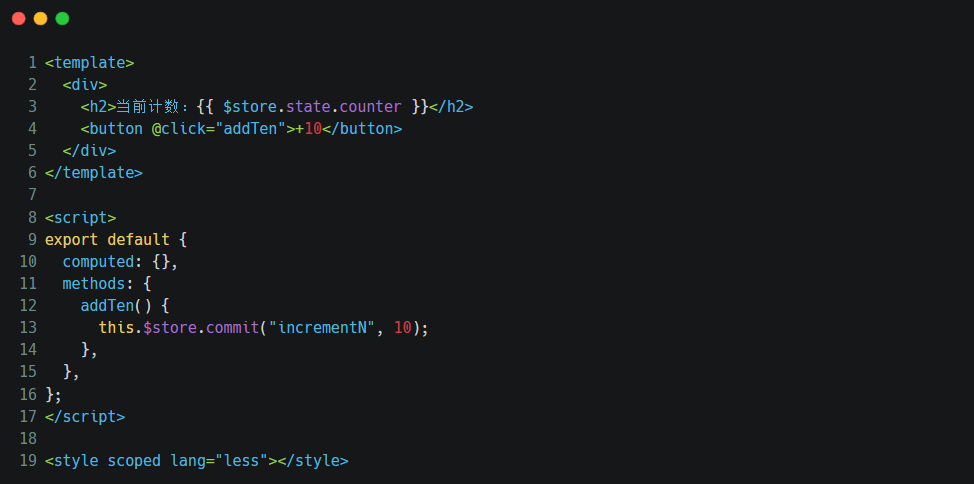 1 <template>
2   <div>
3     <h2>当前计数：{{ $store.state.counter }}</h2>
4     <button @click="addTen">+10</button>
5   </div>
6 </template>
7
8 <script>
9 export default {
10   computed: {},
11   methods: {
12     addTen() {
13       this.$store.commit("incrementN", 10);
14     },
15   },
16 };
17 </script>
18
19 <style scoped lang="less"></style>